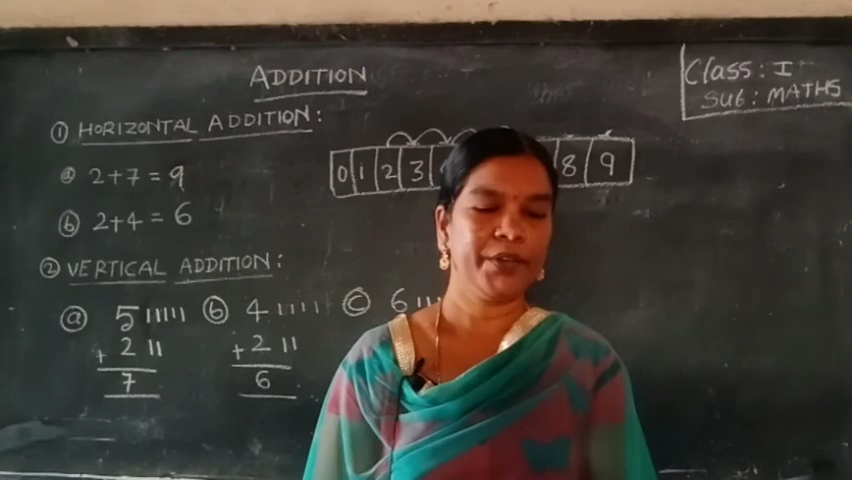 ADDITION
Class : I
Sub : MATHS
① HORIZONTAL ADDITION :
0 1 2 3 8 9
ⓐ 2+7 = 9
ⓑ 2+4 = 6
② VERTICAL ADDITION :
ⓐ 5 ||||| ⓑ 4 |||| ⓒ 6 |||
+ 2 || + 2 ||
7 6